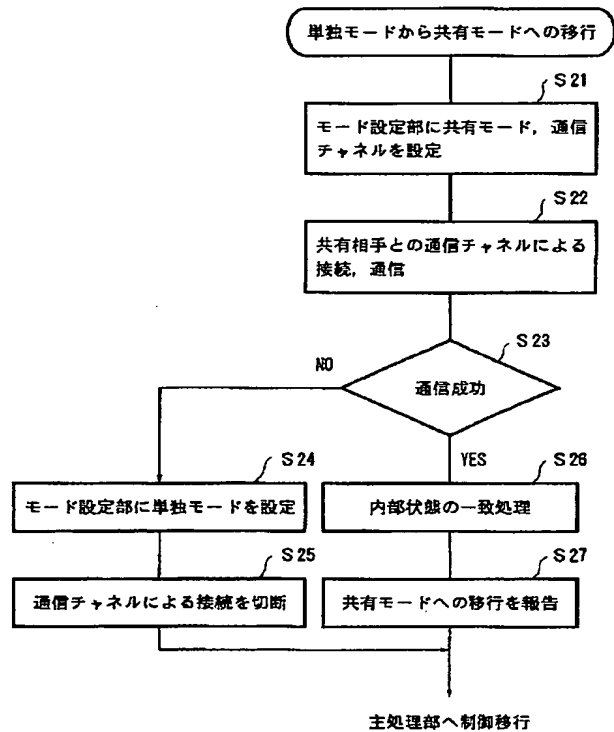 単独モードから共有モードへの移行
S21
モード設定部に共有モード，通信
チャネルを設定
S22
共有相手との通信チャネルによる
接続，通信
S23
通信成功
NO
YES
S24
モード設定部に単独モードを設定
S26
内部状態の一致処理
S25
通信チャネルによる接続を切断
S27
共有モードへの移行を報告
主処理部へ制御移行